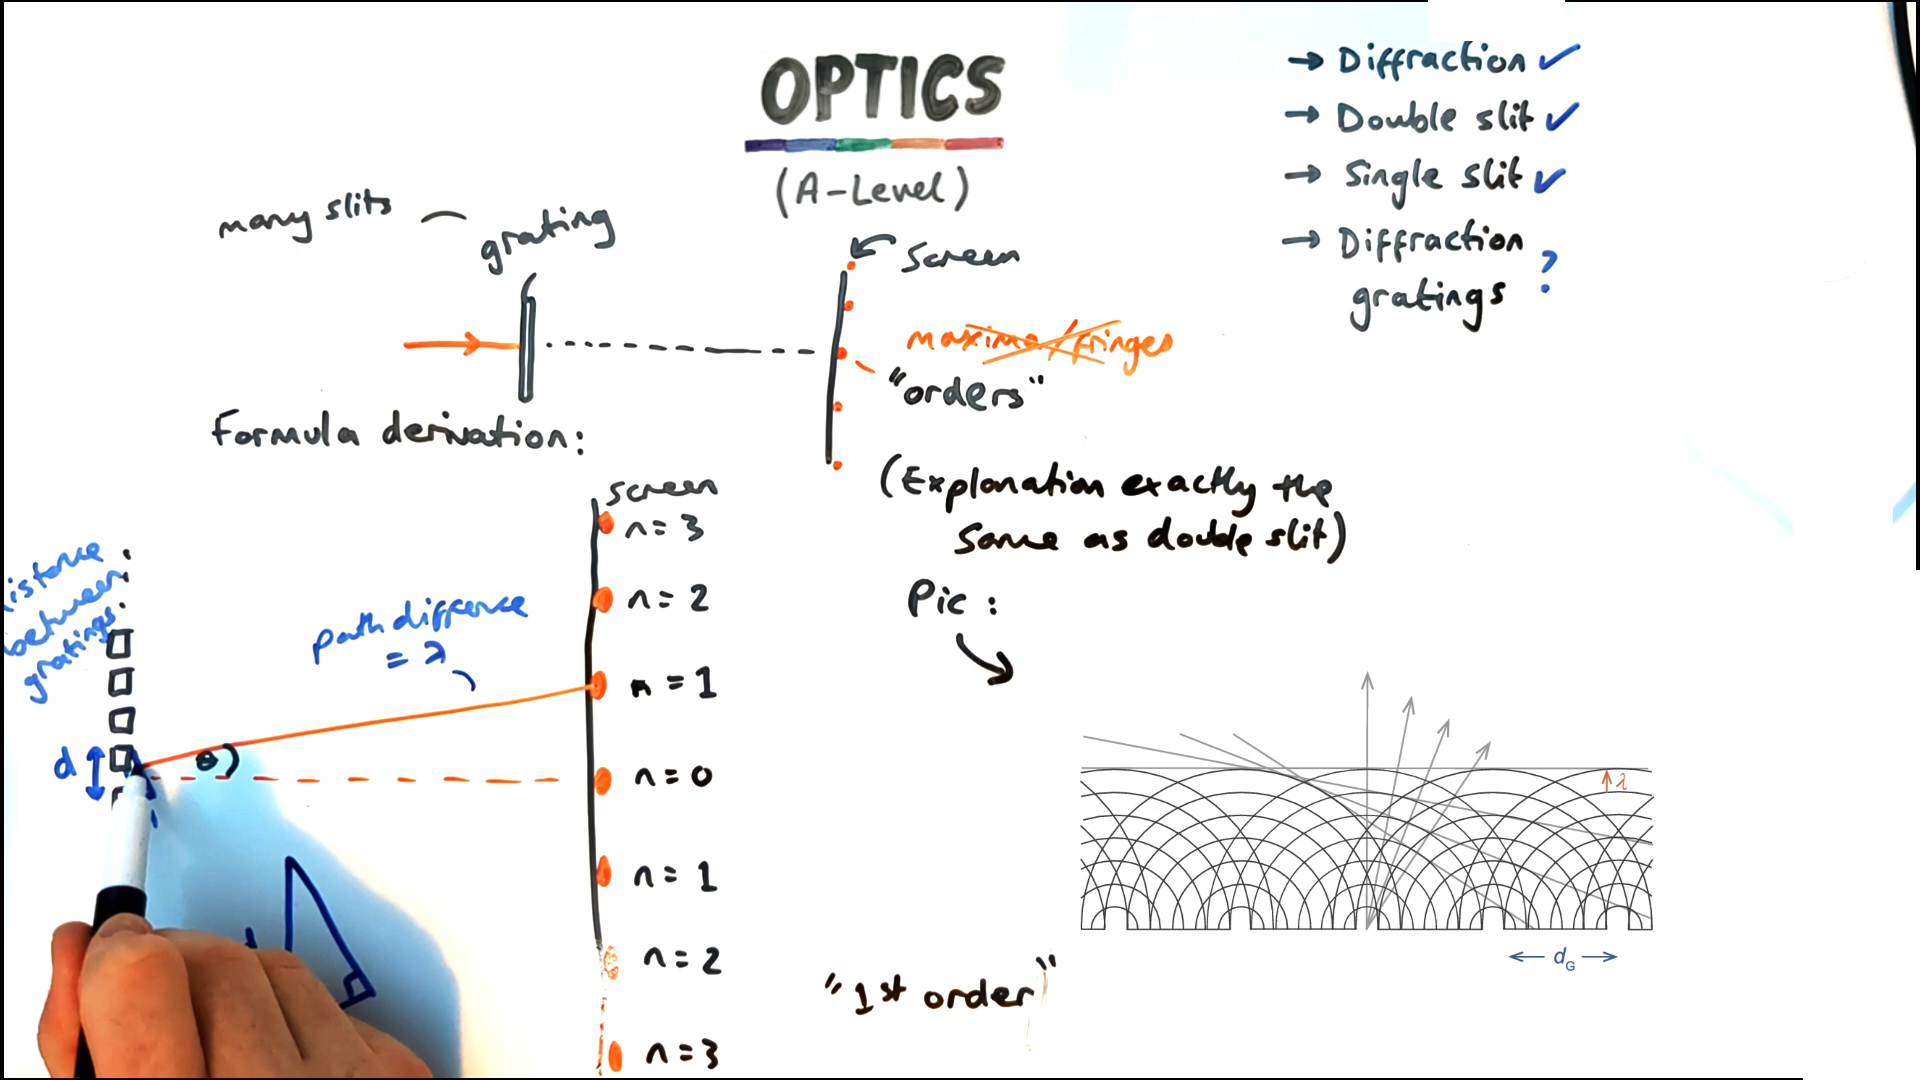 OPTICS
(A-Level)
→ Diffraction ✓
→ Double slit ✓
→ Single slit ✓
→ Diffraction
gratings ?
many slits
grating
screen
maxima/fringes
"orders"
Formula derivation:
(Explanation exactly the
same as double slit)
Pic:
screen
n=3
n=2
n=1
n=0
n=1
n=2
n=3
between
gratings
path difference
= λ
d
θ
λ
d_G
"1st order"